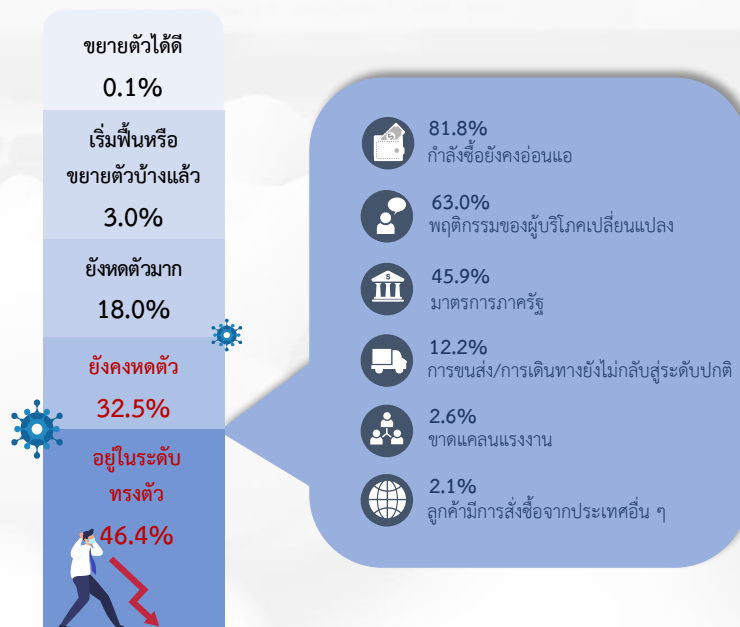 ขยายตัวได้ดี
0.1%
เริ่มฟื้นหรือ
ขยายตัวบ้างแล้ว
3.0%
ยังหดตัวมาก
18.0%
ยังคงหดตัว
32.5%
อยู่ในระดับ
ทรงตัว
46.4%
81.8%
กำลังซื้อยังคงอ่อนแอ
63.0%
พฤติกรรมของผู้บริโภคเปลี่ยนแปลง
45.9%
มาตรการภาครัฐ
12.2%
การขนส่ง/การเดินทางยังไม่กลับสู่ระดับปกติ
2.6%
ขาดแคลนแรงงาน
2.1%
ลูกค้ามีการสั่งซื้อจากประเทศอื่น ๆ